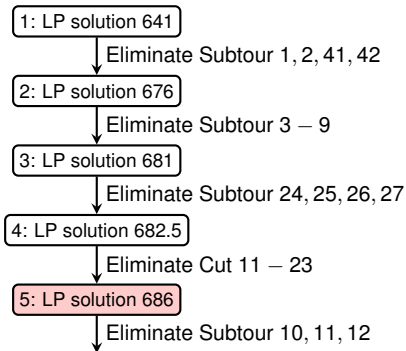 1: LP solution 641
Eliminate Subtour 1, 2, 41, 42
2: LP solution 676
Eliminate Subtour 3 − 9
3: LP solution 681
Eliminate Subtour 24, 25, 26, 27
4: LP solution 682.5
Eliminate Cut 11 − 23
5: LP solution 686
Eliminate Subtour 10, 11, 12